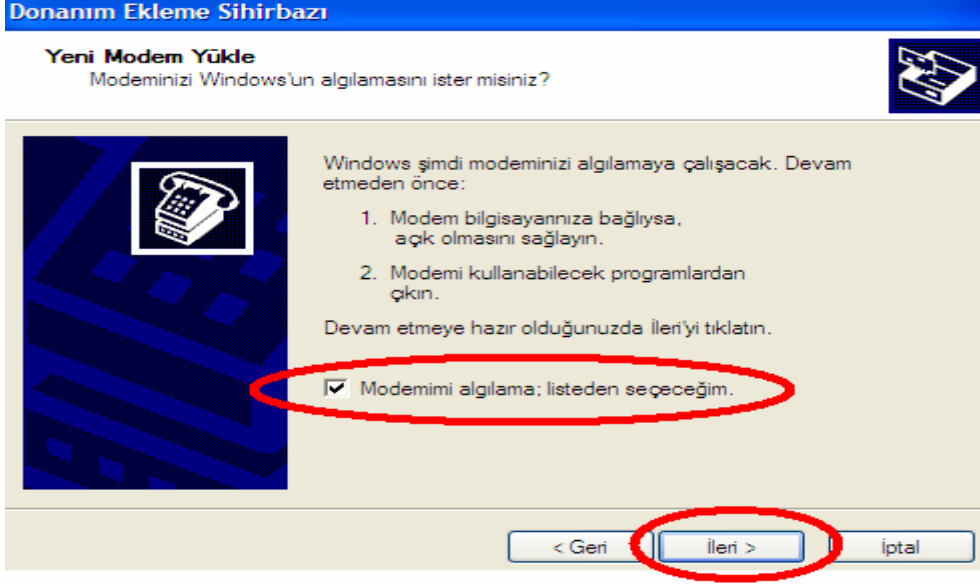 Donanım Ekleme Sihirbazı
Yeni Modem Yükle
Modeminizi Windows'un algılamasını ister misiniz?
Windows şimdi modeminizi algılamaya çalışacak. Devam
etmeden önce:
1. Modem bilgisayarınıza bağlıysa,
açık olmasını sağlayın.
2. Modemi kullanabilecek programlardan
çıkın.
Devam etmeye hazır olduğunuzda İleri'yi tıklatın.
Modemimi algılama; listeden seçeceğim.
< Geri
İleri >
İptal